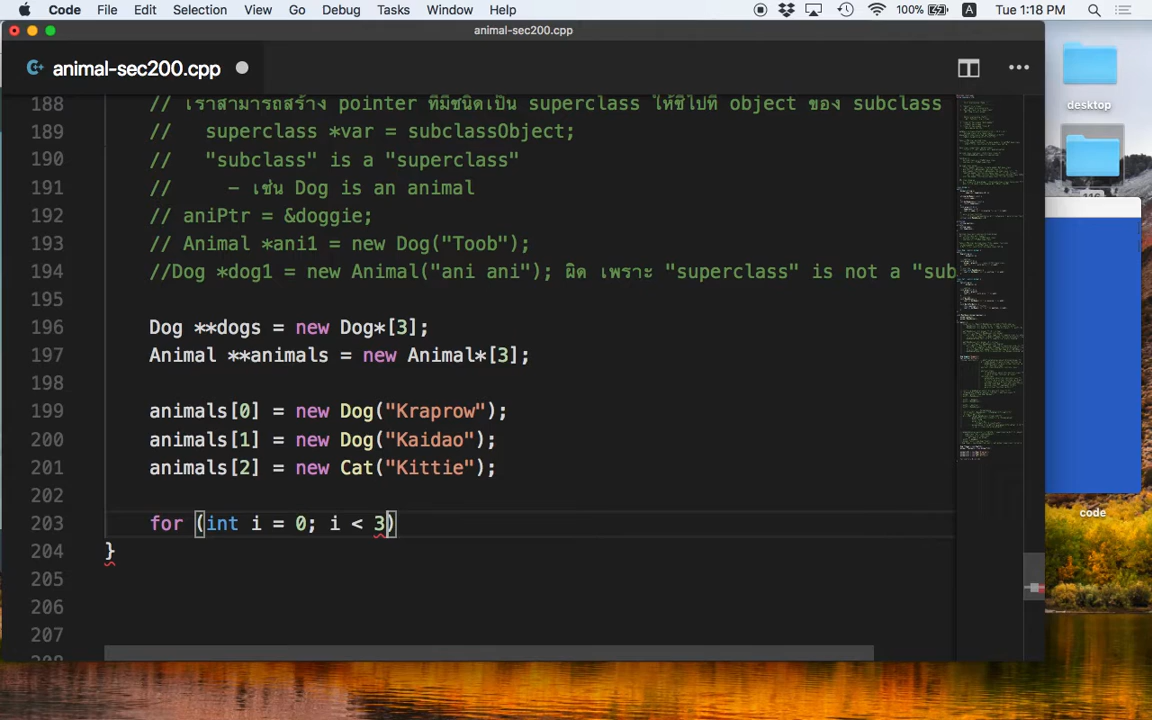 Code File Edit Selection View Go Debug Tasks Window Help 100% A Tue 1:18 PM
animal-sec200.cpp
animal-sec200.cpp
desktop
188 // เราสามารถสร้าง pointer ที่มีชนิดเป็น superclass ให้ชี้ไปที่ object ของ subclass
189 // superclass *var = subclassObject;
190 // "subclass" is a "superclass"
191 // - เช่น Dog is an animal
192 // aniPtr = &doggie;
193 // Animal *ani1 = new Dog("Toob");
194 //Dog *dog1 = new Animal("ani ani"); ผิด เพราะ "superclass" is not a "sub
195
196 Dog **dogs = new Dog*[3];
197 Animal **animals = new Animal*[3];
198
199 animals[0] = new Dog("Kraprow");
200 animals[1] = new Dog("Kaidao");
201 animals[2] = new Cat("Kittie");
202
203 for (int i = 0; i < 3)
204 }
205
206
207
code